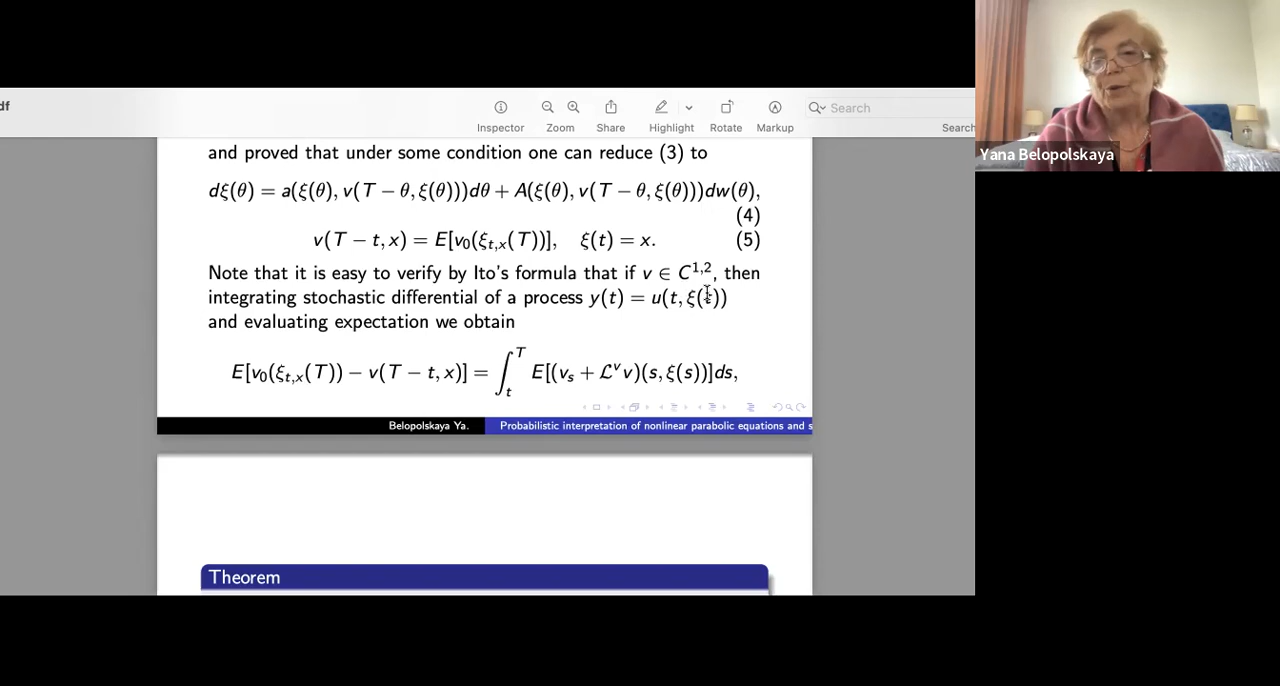 df
Search
Inspector Zoom Share Highlight Rotate Markup Search
Yana Belopolskaya
and proved that under some condition one can reduce (3) to
dξ(θ) = a(ξ(θ), v(T − θ, ξ(θ)))dθ + A(ξ(θ), v(T − θ, ξ(θ)))dw(θ),
(4)
v(T − t, x) = E[v₀(ξₜ,ₓ(T))], ξ(t) = x. (5)
Note that it is easy to verify by Ito's formula that if v ∈ C¹,², then
integrating stochastic differential of a process y(t) = u(t, ξ(t))
and evaluating expectation we obtain
E[v₀(ξₜ,ₓ(T)) − v(T − t, x)] = ∫ₜᵀ E[(vₛ + ℒᵛv)(s, ξ(s))]ds,
Belopolskaya Ya. Probabilistic interpretation of nonlinear parabolic equations and s
Theorem